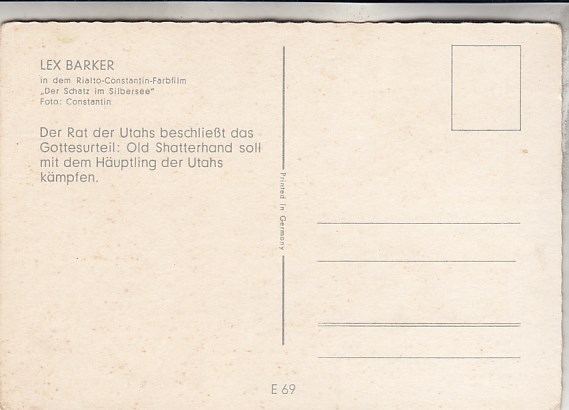 LEX BARKER
in dem Rialto-Constantin-Farbfilm
„Der Schatz im Silbersee“
Foto: Constantin
Der Rat der Utahs beschließt das
Gottesurteil: Old Shatterhand soll
mit dem Häuptling der Utahs
kämpfen.
Printed in Germany
E 69